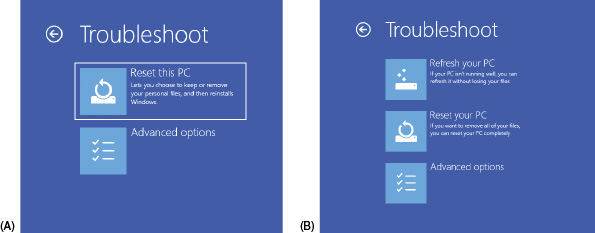 Troubleshoot
Reset this PC
Lets you choose to keep or remove
your personal files, and then reinstalls
Windows.
Advanced options
(A)
Troubleshoot
Refresh your PC
If your PC isn't running well, you can
refresh it without losing your files
Reset your PC
If you want to remove all of your files,
you can reset your PC completely
Advanced options
(B)